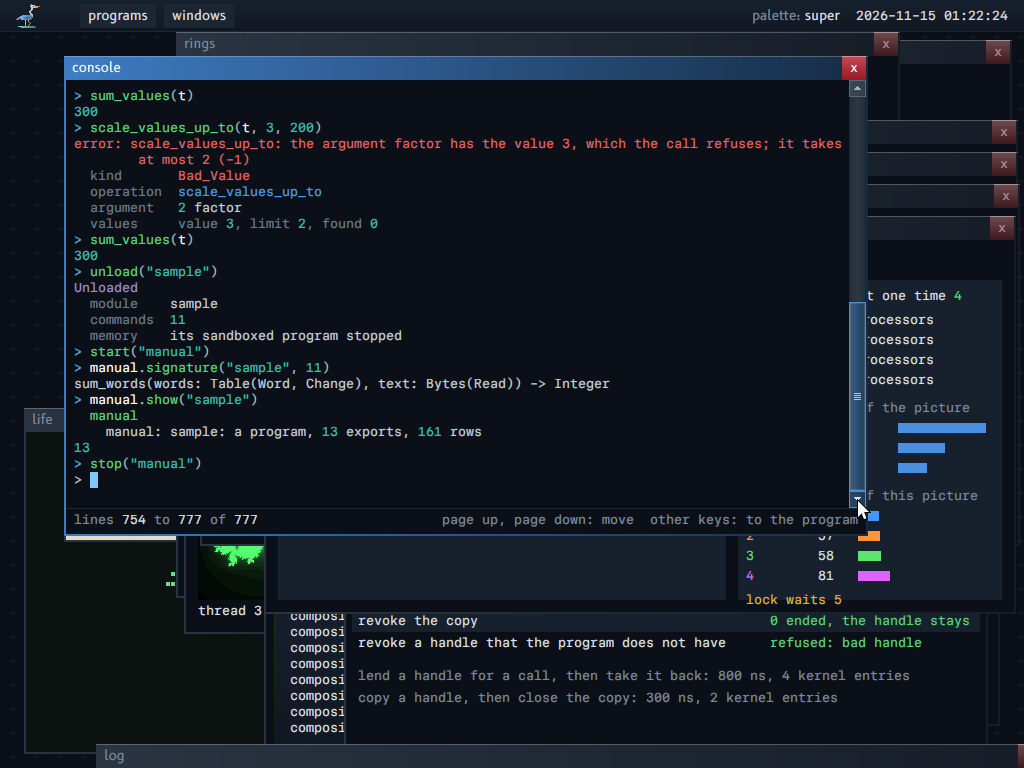 programs windows palette: super 2026-11-15 01:22:24
rings x
x
console x
> sum_values(t)
300
> scale_values_up_to(t, 3, 200)
error: scale_values_up_to: the argument factor has the value 3, which the call refuses; it takes
at most 2 (-1)
kind Bad_Value
operation scale_values_up_to
argument 2 factor
values value 3, limit 2, found 0
> sum_values(t)
300
> unload("sample")
Unloaded
module sample
commands 11
memory its sandboxed program stopped
> start("manual")
> manual.signature("sample", 11)
sum_words(words: Table(Word, Change), text: Bytes(Read)) -> Integer
> manual.show("sample")
manual
manual: sample: a program, 13 exports, 161 rows
13
> stop("manual")
>
lines 754 to 777 of 777 page up, page down: move other keys: to the program
x
x
x
x
t one time 4
rocessors
rocessors
rocessors
rocessors
f the picture
f this picture
3 58
4 81
lock waits 5
life
thread 3
composi
composi
composi
composi
composi
composi
composi
composi
revoke the copy 0 ended, the handle stays
revoke a handle that the program does not have refused: bad handle
lend a handle for a call, then take it back: 800 ns, 4 kernel entries
copy a handle, then close the copy: 300 ns, 2 kernel entries
log